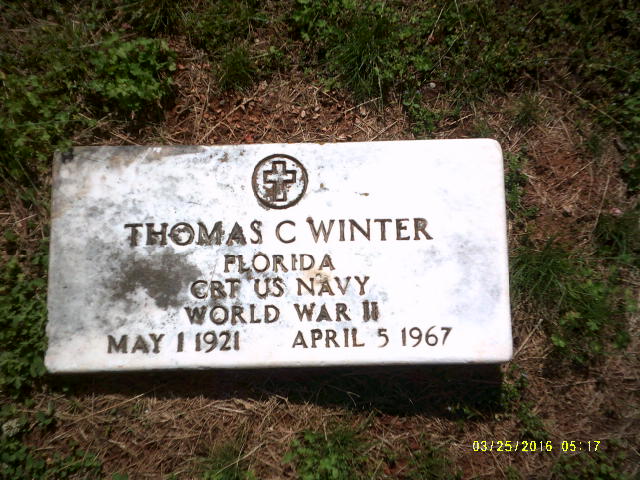 THOMAS C WINTER
FLORIDA
CRT US NAVY
WORLD WAR II
MAY 1 1921 APRIL 5 1967
03/25/2016 05:17